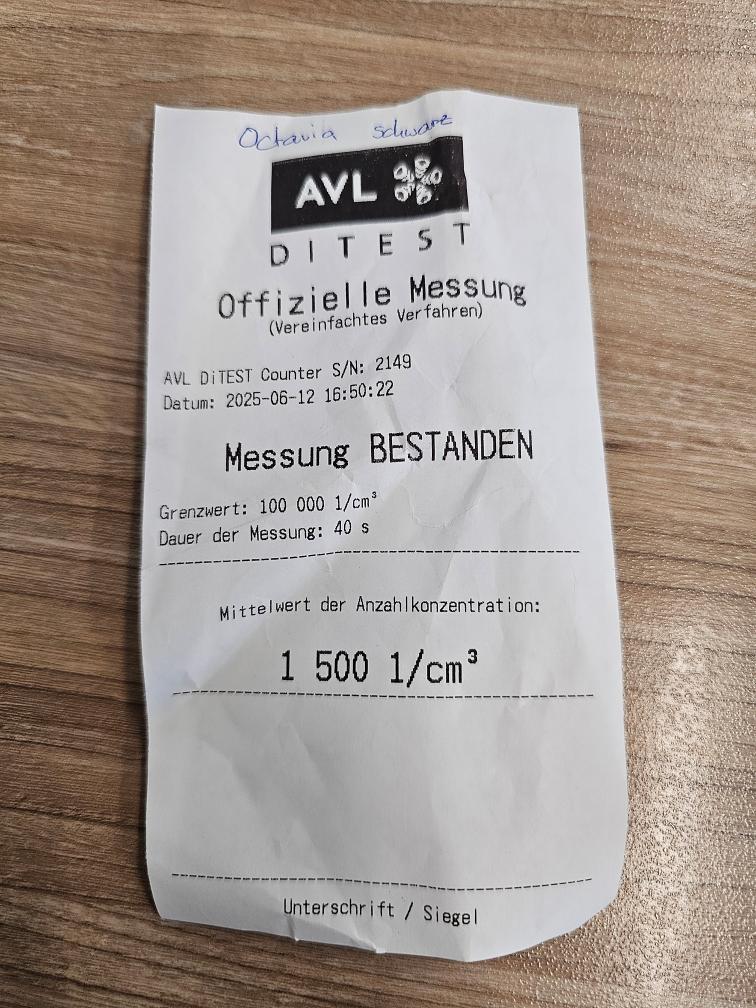 Octavia schwarz
AVL
DITEST
Offizielle Messung
(Vereinfachtes Verfahren)
AVL DiTEST Counter S/N: 2149
Datum: 2025-06-12 16:50:22
Messung BESTANDEN
Grenzwert: 100 000 1/cm³
Dauer der Messung: 40 s
Mittelwert der Anzahlkonzentration:
1 500 1/cm³
Unterschrift / Siegel